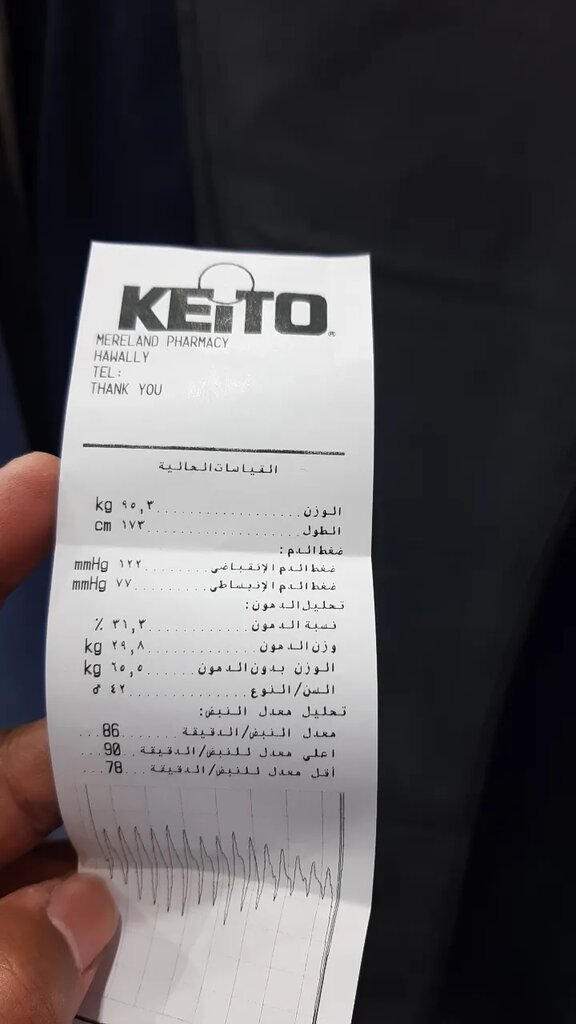 KEiTO®
MERELAND PHARMACY
HAWALLY
TEL:
THANK YOU
القياسات الحالية
الوزن....................٩٥,٣ kg
الطول....................١٧٣ cm
ضغط الدم:
ضغط الدم الإنقباضى..........١٢٢ mmHg
ضغط الدم الإنبساطى..........٧٧ mmHg
تحليل الدهون:
نسبة الدهون..............٣١,٣ ٪
وزن الدهون...............٢٩,٨ kg
الوزن بدون الدهون.........٦٥,٥ kg
السن/النوع...............٤٢ ♂
تحليل معدل النبض:
معدل النبض/الدقيقة........86...
اعلى معدل للنبض/الدقيقة ...90...
أقل معدل للنبض/الدقيقة ...78...